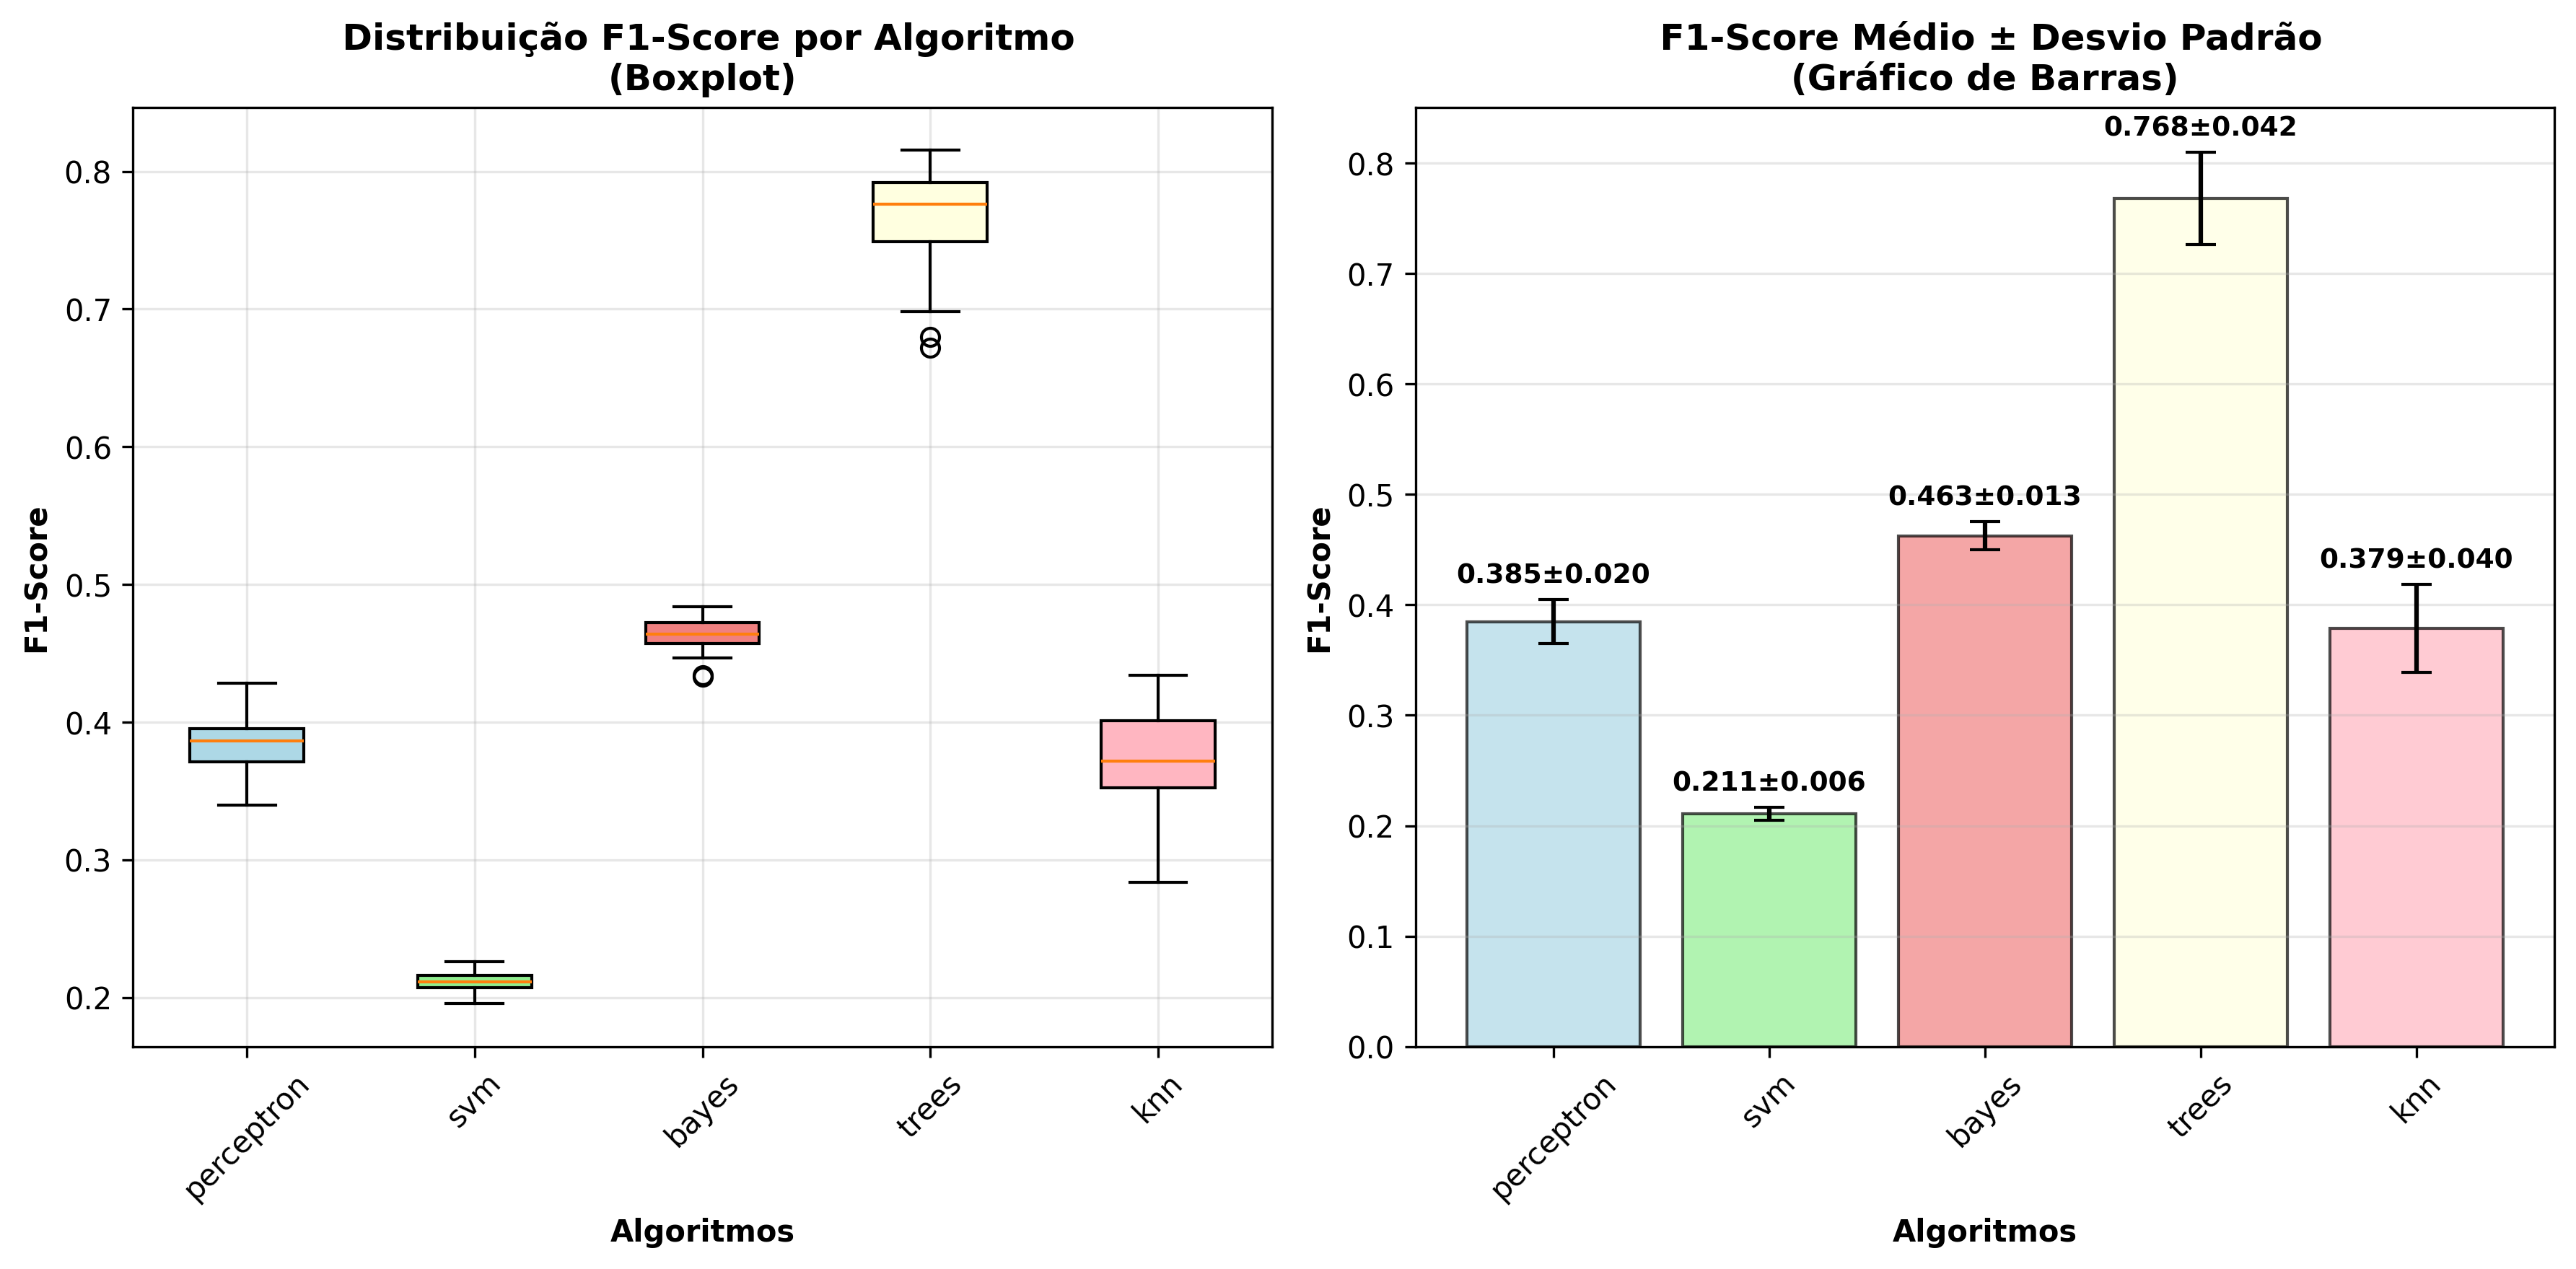 Distribuição F1-Score por Algoritmo
(Boxplot)
F1-Score
0.8
0.7
0.6
0.5
0.4
0.3
0.2
perceptron
svm
bayes
trees
knn
Algoritmos
F1-Score Médio ± Desvio Padrão
(Gráfico de Barras)
F1-Score
0.8
0.7
0.6
0.5
0.4
0.3
0.2
0.1
0.0
0.385±0.020
0.211±0.006
0.463±0.013
0.768±0.042
0.379±0.040
perceptron
svm
bayes
trees
knn
Algoritmos